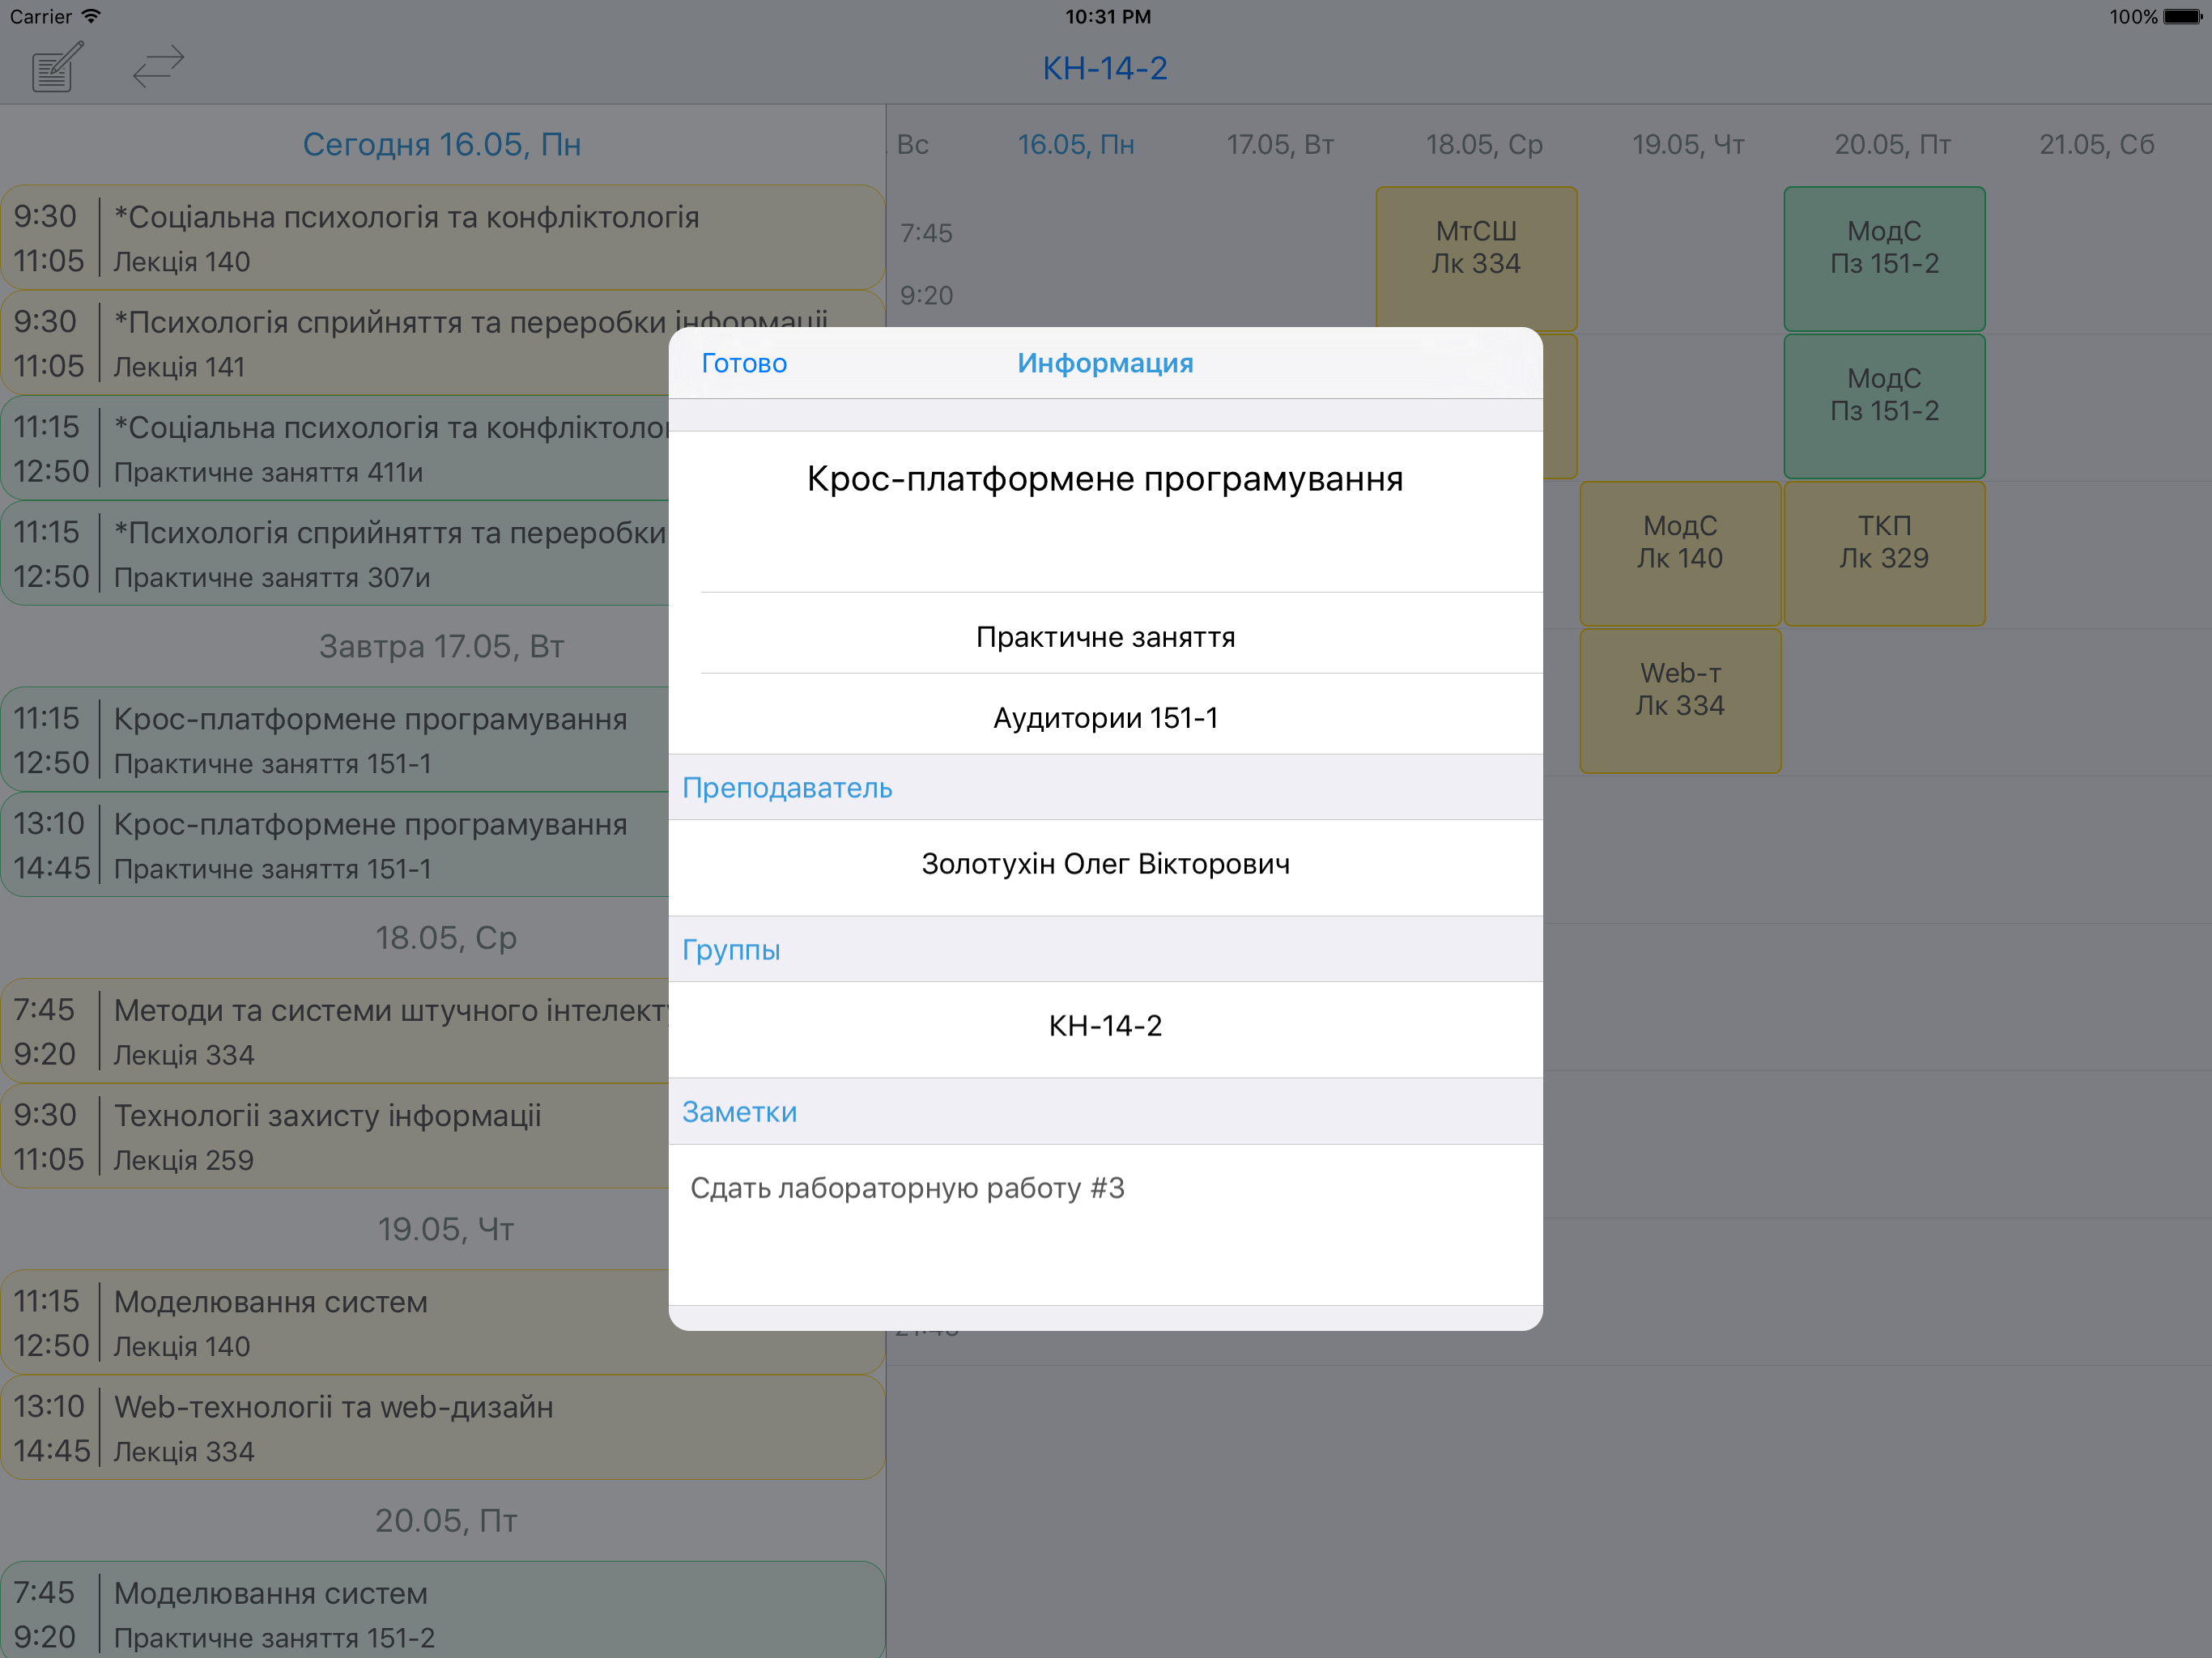 Carrier
10:31 PM
100%
КН-14-2
Сегодня 16.05, Пн
9:30
*Соціальна психологія та конфліктологія
11:05
Лекція 140
9:30
*Психологія сприйняття та переробки інформації
11:05
Лекція 141
11:15
*Соціальна психологія та
12:50
Практичне заняття 411и
11:15
*Психологія сприйняття та переробки
12:50
Практичне заняття 307и
Завтра 17.05, Вт
11:15
Крос-платформене програмування
12:50
Практичне заняття 151-1
13:10
Крос-платформене програмування
14:45
Практичне заняття 151-1
18.05, Ср
7:45
Методи та системи штучного
9:20
Лекція 334
9:30
Технології захисту інформації
11:05
Лекція 259
19.05, Чт
11:15
Моделювання систем
12:50
Лекція 140
13:10
Web-технології та web-дизайн
14:45
Лекція 334
20.05, Пт
7:45
Моделювання систем
9:20
Практичне заняття 151-2
Вс
16.05, Пн
17.05, Вт
18.05, Ср
19.05, Чт
20.05, Пт
21.05, Сб
7:45
9:20
МтСШ
Лк 334
МодС
Пз 151-2
МодС
Пз 151-2
МодС
Лк 140
ТКП
Лк 329
Web-т
Лк 334
Готово
Информация
Крос-платформене програмування
Практичне заняття
Аудитории 151-1
Преподаватель
Золотухін Олег Вікторович
Группы
КН-14-2
Заметки
Сдать лабораторную работу #3